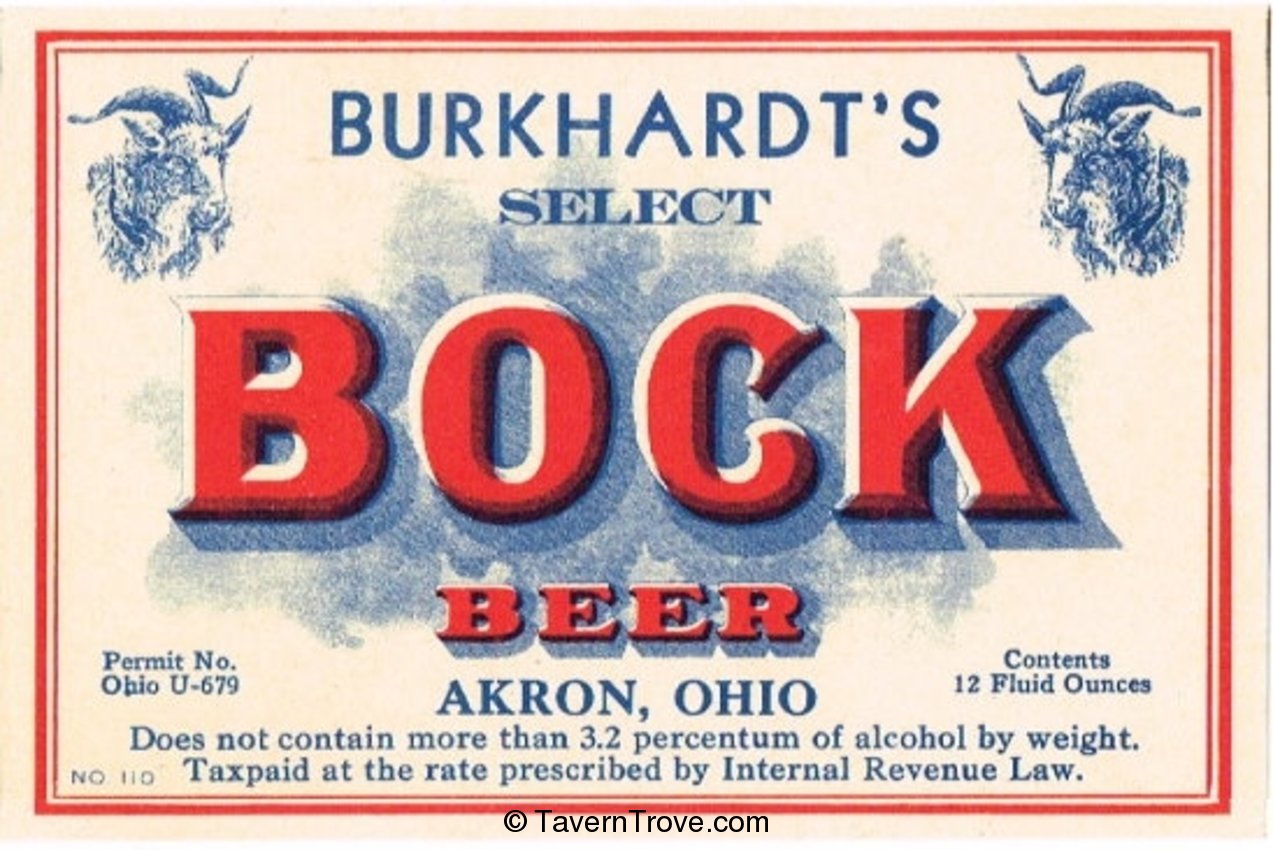 BURKHARDT'S
SELECT
BOCK
BEER
Permit No.
Ohio U-679
Contents
12 Fluid Ounces
AKRON, OHIO
Does not contain more than 3.2 percentum of alcohol by weight.
NO 110 Taxpaid at the rate prescribed by Internal Revenue Law.
© TavernTrove.com